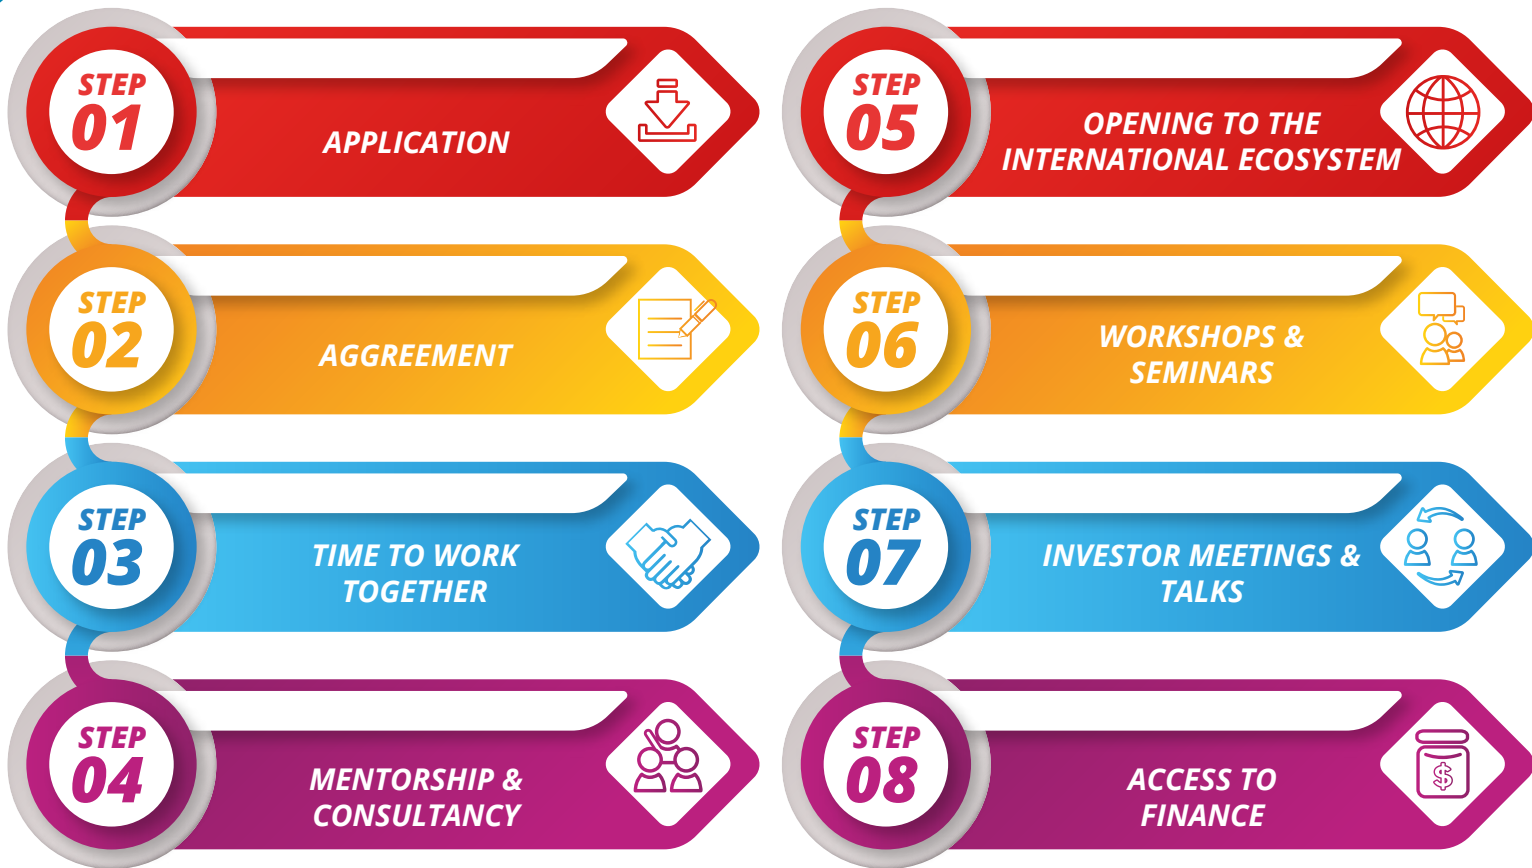 STEP
01
APPLICATION
STEP
02
AGGREEMENT
STEP
03
TIME TO WORK
TOGETHER
STEP
04
MENTORSHIP &
CONSULTANCY
STEP
05
OPENING TO THE
INTERNATIONAL ECOSYSTEM
STEP
06
WORKSHOPS &
SEMINARS
STEP
07
INVESTOR MEETINGS &
TALKS
STEP
08
ACCESS TO
FINANCE
$